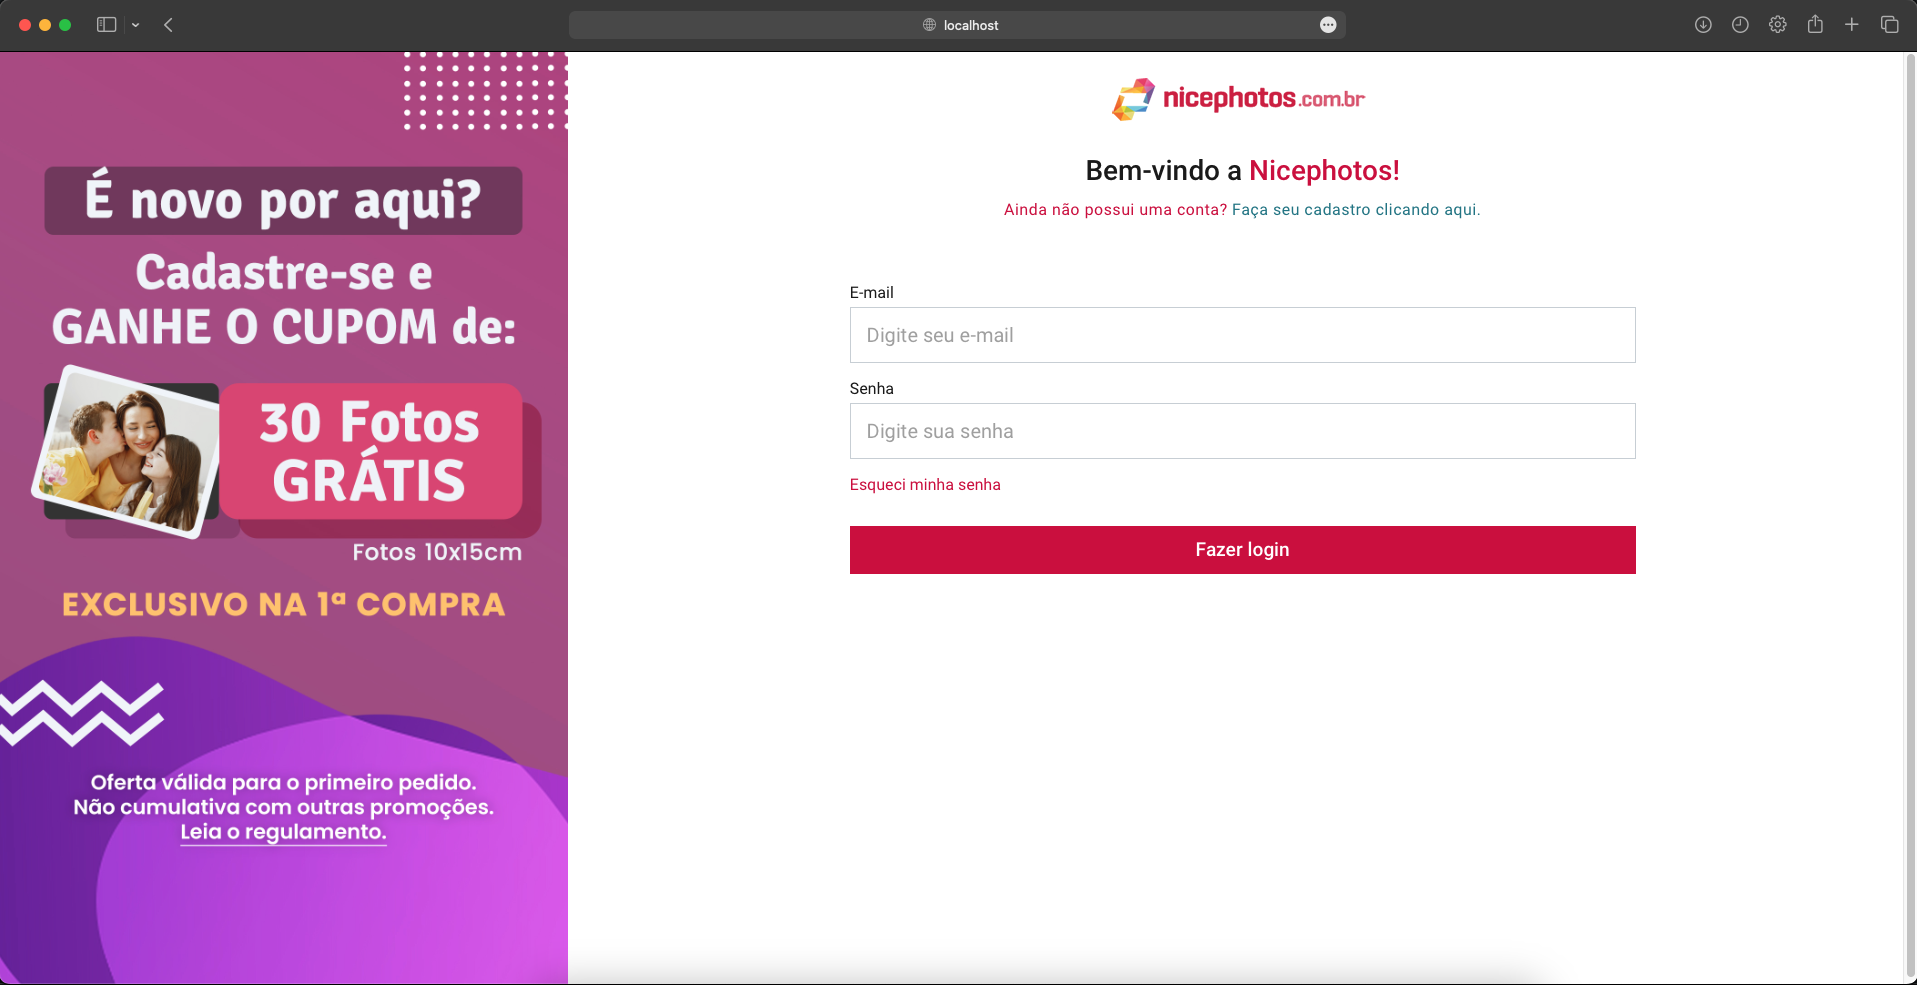 localhost
É novo por aqui?
Cadastre-se e
GANHE O CUPOM de:
30 Fotos
GRÁTIS
Fotos 10x15cm
EXCLUSIVO NA 1ª COMPRA
Oferta válida para o primeiro pedido.
Não cumulativa com outras promoções.
Leia o regulamento.
nicephotos.com.br
Bem-vindo a Nicephotos!
Ainda não possui uma conta? Faça seu cadastro clicando aqui.
E-mail
Digite seu e-mail
Senha
Digite sua senha
Esqueci minha senha
Fazer login